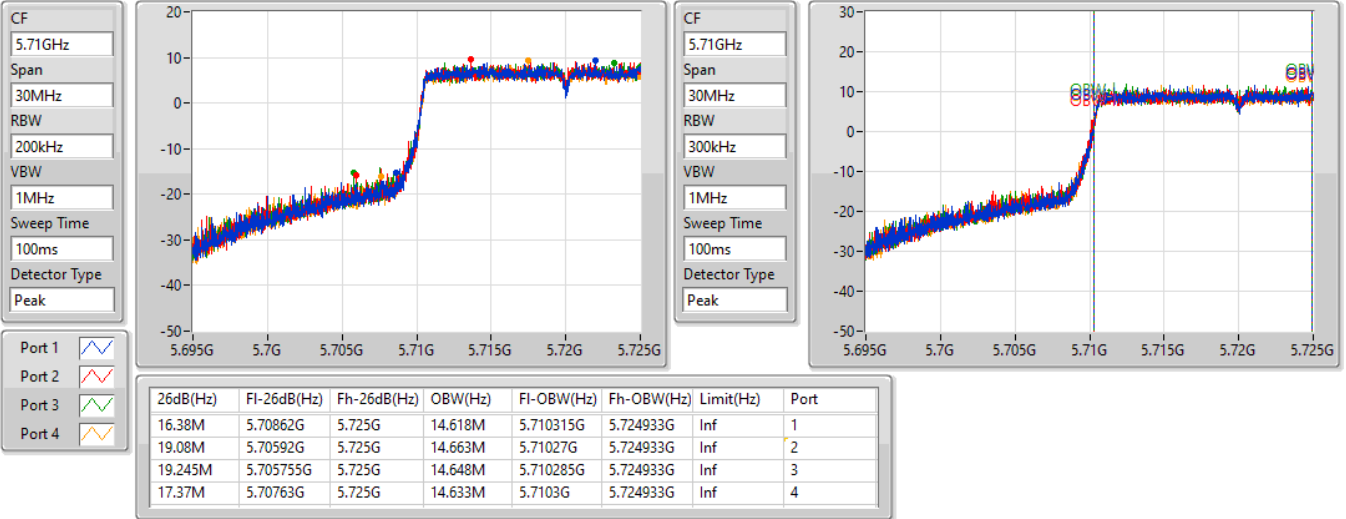 CF
5.71GHz
Span
30MHz
RBW
200kHz
VBW
1MHz
Sweep Time
100ms
Detector Type
Peak
20
10
0
-10
-20
-30
-40
-50
5.695G 5.7G 5.705G 5.71G 5.715G 5.72G 5.725G
CF
5.71GHz
Span
30MHz
RBW
300kHz
VBW
1MHz
Sweep Time
100ms
Detector Type
Peak
30
20
10
0
-10
-20
-30
-40
-50
OBW
OBW
5.695G 5.7G 5.705G 5.71G 5.715G 5.72G 5.725G
Port 1
Port 2
Port 3
Port 4
26dB(Hz) Fl-26dB(Hz) Fh-26dB(Hz) OBW(Hz) Fl-OBW(Hz) Fh-OBW(Hz) Limit(Hz) Port
16.38M 5.70862G 5.725G 14.618M 5.710315G 5.724933G Inf 1
19.08M 5.70592G 5.725G 14.663M 5.71027G 5.724933G Inf 2
19.245M 5.705755G 5.725G 14.648M 5.710285G 5.724933G Inf 3
17.37M 5.70763G 5.725G 14.633M 5.7103G 5.724933G Inf 4